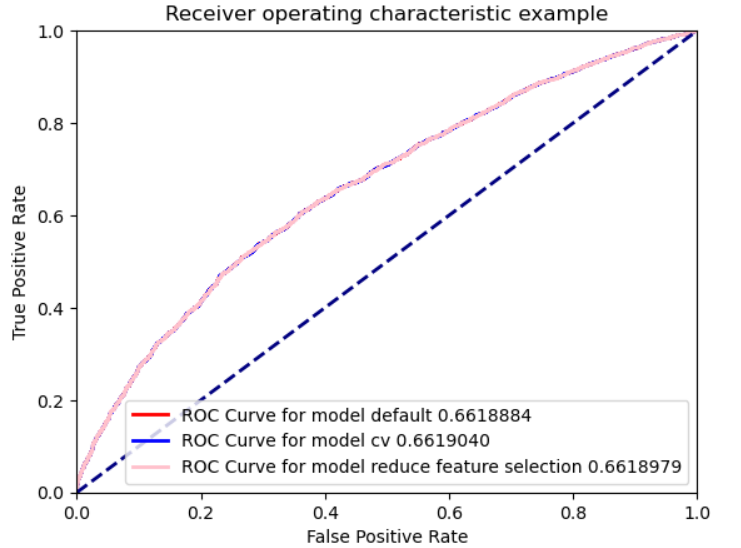 Receiver operating characteristic example
True Positive Rate
1.0
0.8
0.6
0.4
0.2
0.0
ROC Curve for model default 0.6618884
ROC Curve for model cv 0.6619040
ROC Curve for model reduce feature selection 0.6618979
0.0 0.2 0.4 0.6 0.8 1.0
False Positive Rate